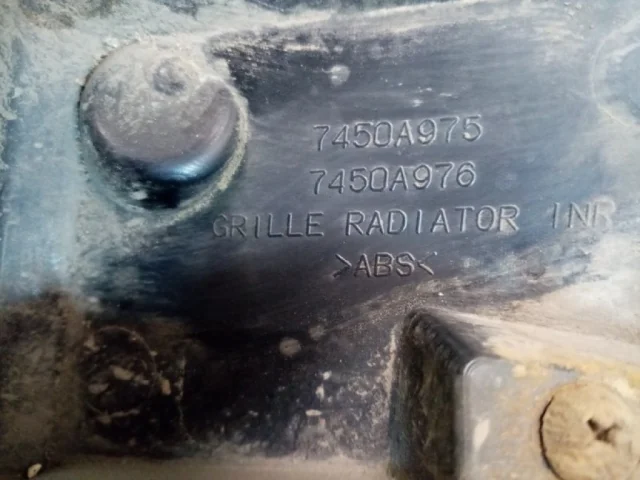 7450A975
7450A976
GRILLE RADIATOR INR
>ABS<